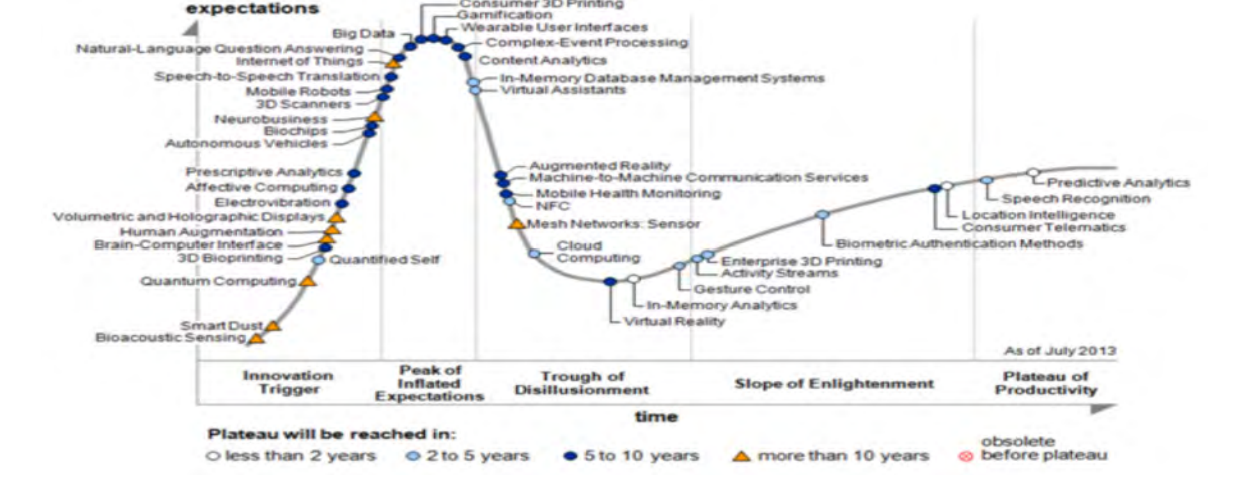 expectations
Consumer 3D Printing
Gamification
Wearable User Interfaces
Big Data
Complex-Event Processing
Natural-Language Question Answering
Content Analytics
Internet of Things
Speech-to-Speech Translation
In-Memory Database Management Systems
Mobile Robots
Virtual Assistants
3D Scanners
Neurobusiness
Biochips
Autonomous Vehicles
Prescriptive Analytics
Affective Computing
Electrovibration
Volumetric and Holographic Displays
Human Augmentation
Brain-Computer Interface
3D Bioprinting
Quantified Self
Quantum Computing
Smart Dust
Bioacoustic Sensing
Augmented Reality
Machine-to-Machine Communication Services
Mobile Health Monitoring
NFC
Mesh Networks: Sensor
Cloud
Computing
Predictive Analytics
Speech Recognition
Location Intelligence
Consumer Telematics
Biometric Authentication Methods
Enterprise 3D Printing
Activity Streams
Gesture Control
In-Memory Analytics
Virtual Reality
As of July 2013
Innovation
Trigger
Peak of
Inflated
Expectations
Trough of
Disillusionment
Slope of Enlightenment
Plateau of
Productivity
time
Plateau will be reached in:
less than 2 years
2 to 5 years
5 to 10 years
more than 10 years
obsolete
before plateau